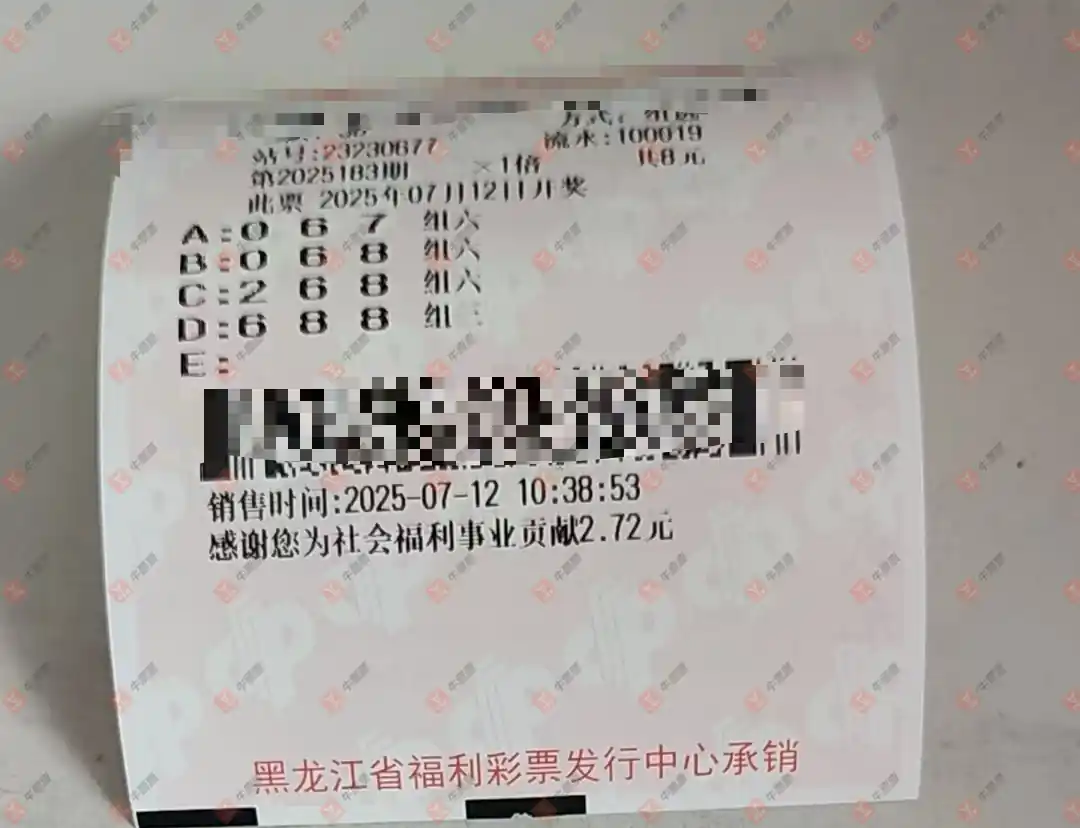 方式: 组选
站号:23230677
流水:100019
第2025183期 ×1倍 共8元
此票 2025年07月12日开奖
A:0 6 7 组六
B:0 6 8 组六
C:2 6 8 组六
D:6 8 8 组三
E:
销售时间:2025-07-12 10:38:53
感谢您为社会福利事业贡献2.72元
黑龙江省福利彩票发行中心承销